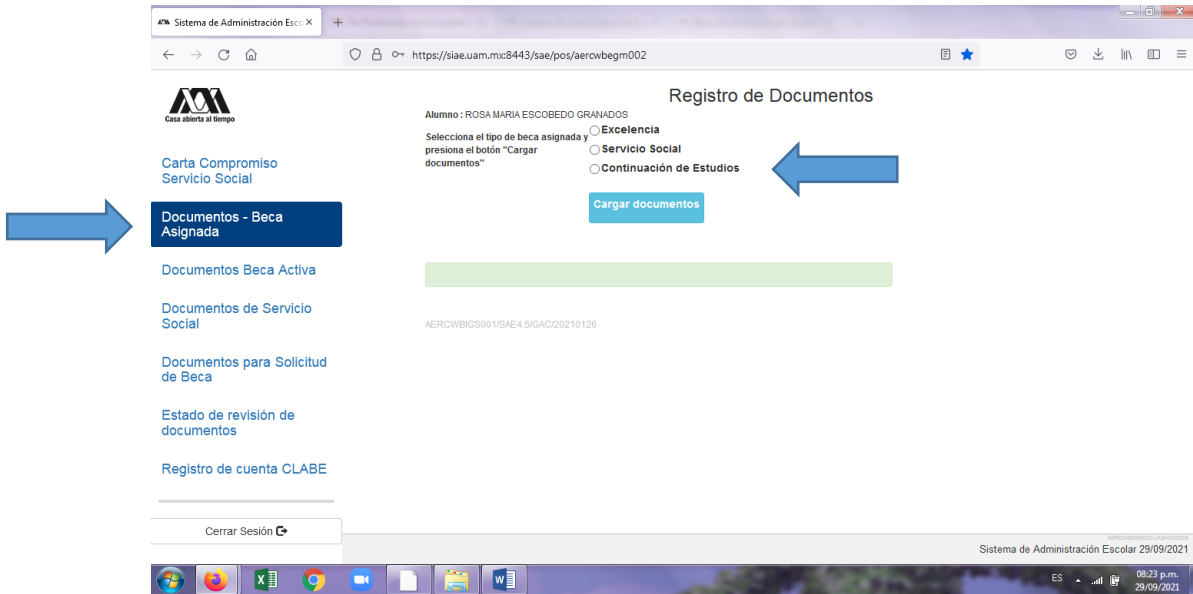 Sistema de Administración Esco
https://siae.uam.mx:8443/sae/pos/aercwbegm002
Casa abierta al tiempo
Carta Compromiso
Servicio Social
Documentos - Beca
Asignada
Documentos Beca Activa
Documentos de Servicio
Social
Documentos para Solicitud
de Beca
Estado de revisión de
documentos
Registro de cuenta CLABE
Cerrar Sesión
Registro de Documentos
Alumno : ROSA MARIA ESCOBEDO GRANADOS
Selecciona el tipo de beca asignada y
presiona el botón "Cargar
documentos"
Excelencia
Servicio Social
Continuación de Estudios
Cargar documentos
AERCWBIGS001/SAE4.5/GAC/20210126
Sistema de Administración Escolar 29/09/2021
ES
08:23 p.m.
29/09/2021